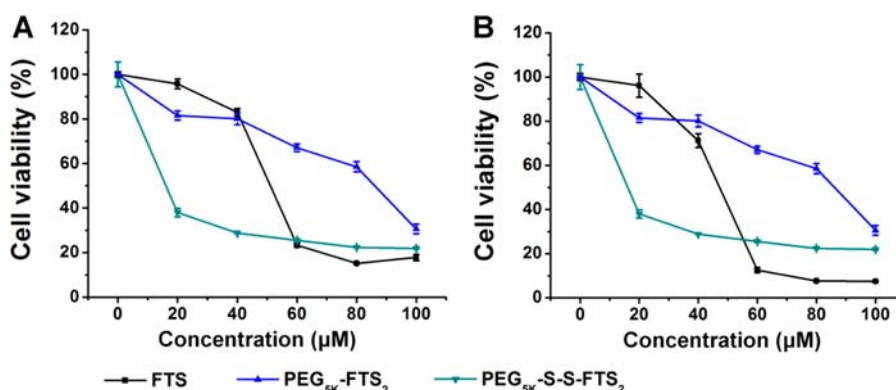 A
B
120
100
80
60
40
20
0
Cell viability (%)
0 20 40 60 80 100
Concentration (µM)
120
100
80
60
40
20
0
Cell viability (%)
0 20 40 60 80 100
Concentration (µM)
FTS PEG5K-FTS2 PEG5K-S-S-FTS2